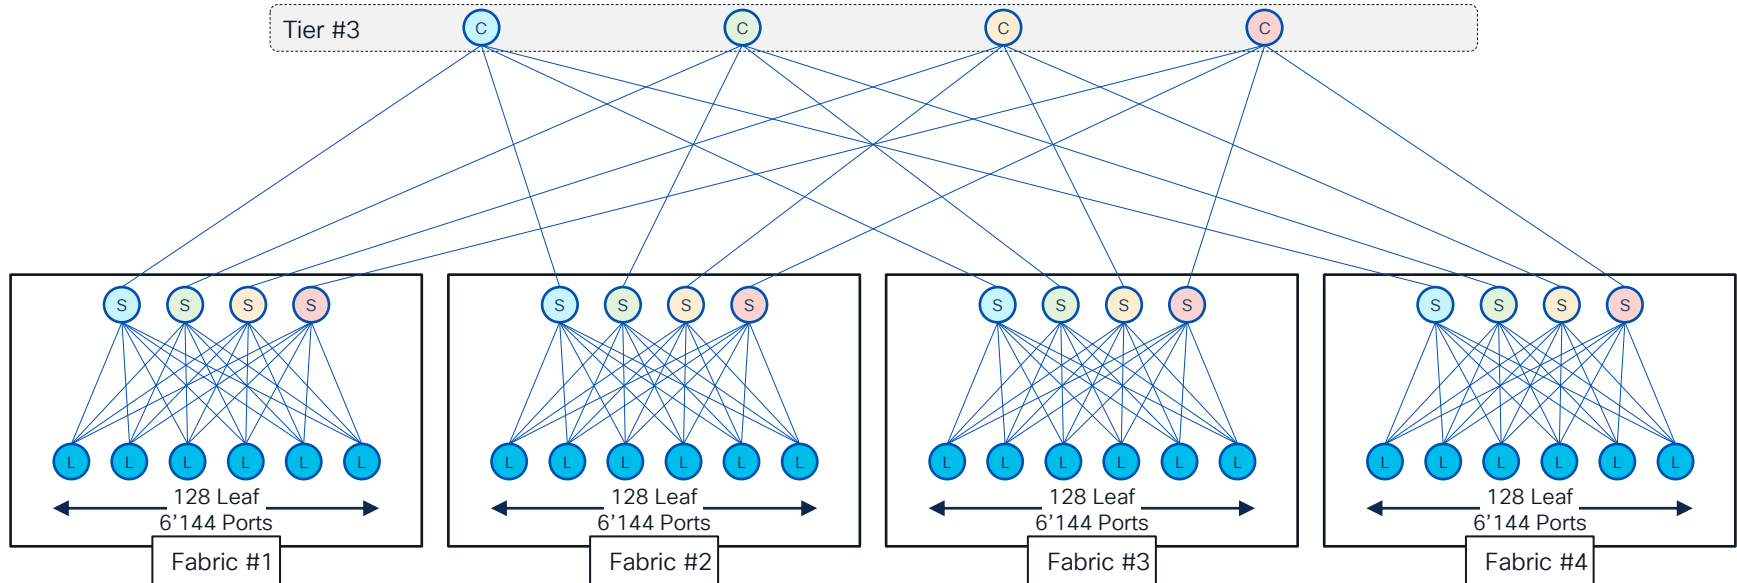 Tier #3
C C C C
S S S S S S S S S S S S S S S S
L L L L L L L L L L L L L L L L L L L L L L L L
128 Leaf
6’144 Ports
Fabric #1
128 Leaf
6’144 Ports
Fabric #2
128 Leaf
6’144 Ports
Fabric #3
128 Leaf
6’144 Ports
Fabric #4